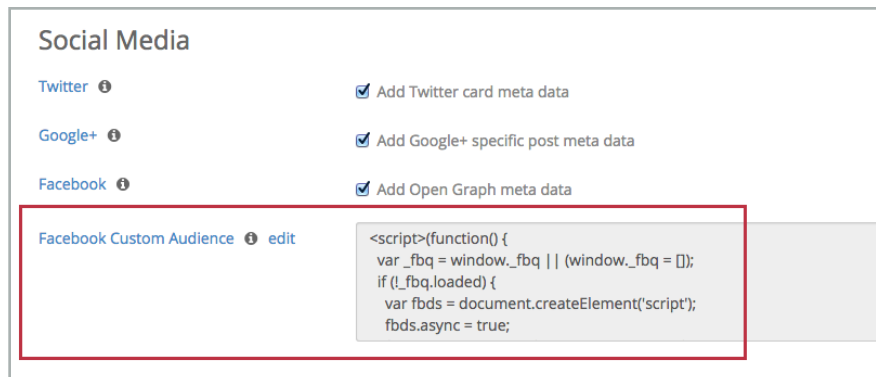 Social Media
Twitter
Add Twitter card meta data
Google+
Add Google+ specific post meta data
Facebook
Add Open Graph meta data
Facebook Custom Audience edit
<script>(function() {
var _fbq = window._fbq || (window._fbq = []);
if (!_fbq.loaded) {
var fbds = document.createElement('script');
fbds.async = true;